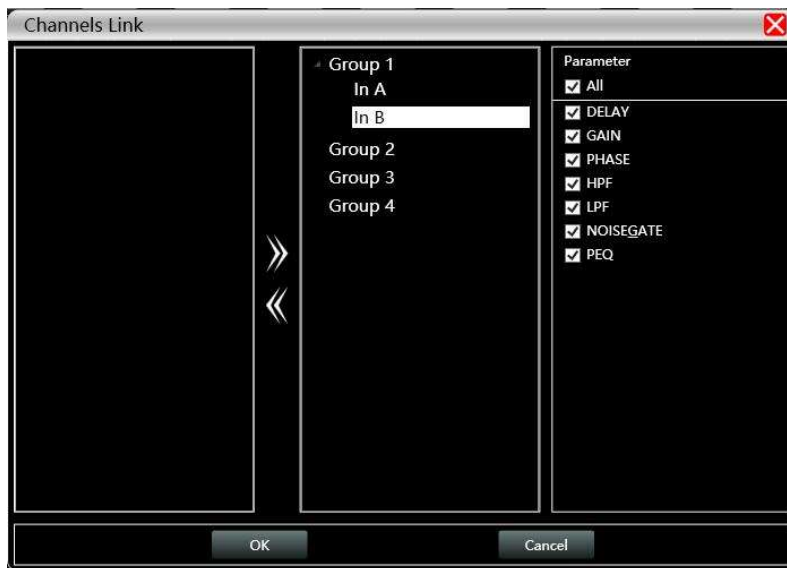 Channels Link
Group 1
In A
In B
Group 2
Group 3
Group 4
Parameter
All
DELAY
GAIN
PHASE
HPF
LPF
NOISEGATE
PEQ
OK
Cancel